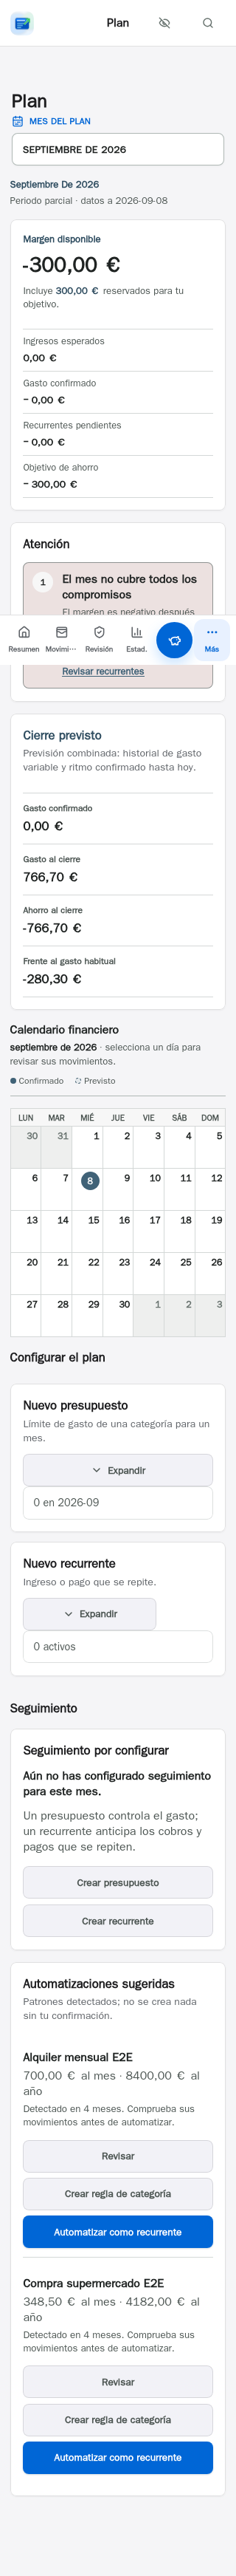 Plan
Plan
MES DEL PLAN
SEPTIEMBRE DE 2026
Septiembre De 2026
Periodo parcial · datos a 2026-09-08
Margen disponible
-300,00 €
Incluye 300,00 € reservados para tu
objetivo.
Ingresos esperados
0,00 €
Gasto confirmado
− 0,00 €
Recurrentes pendientes
− 0,00 €
Objetivo de ahorro
− 300,00 €
Atención
1
El mes no cubre todos los
compromisos
El margen es negativo después
Resumen
Movimi···
Revisión
Estad.
Más
Revisar recurrentes
Cierre previsto
Previsión combinada: historial de gasto
variable y ritmo confirmado hasta hoy.
Gasto confirmado
0,00 €
Gasto al cierre
766,70 €
Ahorro al cierre
-766,70 €
Frente al gasto habitual
-280,30 €
Calendario financiero
septiembre de 2026 · selecciona un día para
revisar sus movimientos.
Confirmado Previsto
LUN MAR MIÉ JUE VIE SÁB DOM
30 31 1 2 3 4 5
6 7 8 9 10 11 12
13 14 15 16 17 18 19
20 21 22 23 24 25 26
27 28 29 30 1 2 3
Configurar el plan
Nuevo presupuesto
Límite de gasto de una categoría para un
mes.
Expandir
0 en 2026-09
Nuevo recurrente
Ingreso o pago que se repite.
Expandir
0 activos
Seguimiento
Seguimiento por configurar
Aún no has configurado seguimiento
para este mes.
Un presupuesto controla el gasto;
un recurrente anticipa los cobros y
pagos que se repiten.
Crear presupuesto
Crear recurrente
Automatizaciones sugeridas
Patrones detectados; no se crea nada
sin tu confirmación.
Alquiler mensual E2E
700,00 € al mes · 8400,00 € al
año
Detectado en 4 meses. Comprueba sus
movimientos antes de automatizar.
Revisar
Crear regla de categoría
Automatizar como recurrente
Compra supermercado E2E
348,50 € al mes · 4182,00 € al
año
Detectado en 4 meses. Comprueba sus
movimientos antes de automatizar.
Revisar
Crear regla de categoría
Automatizar como recurrente